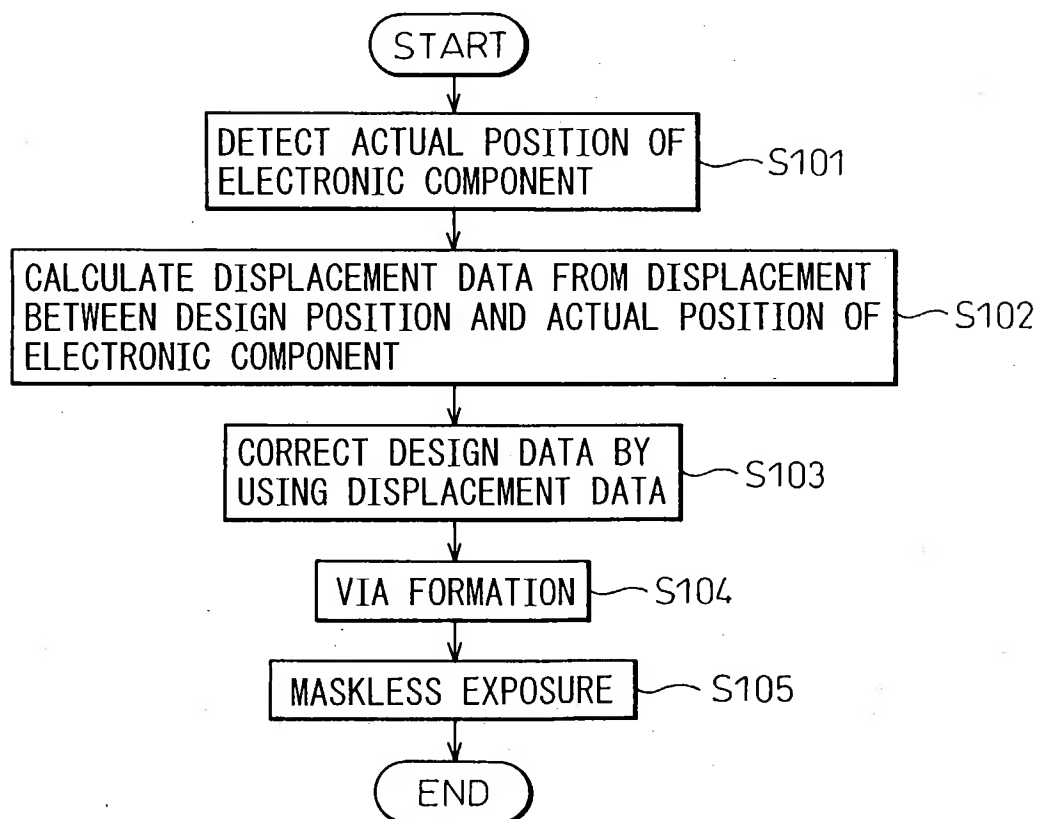 START
DETECT ACTUAL POSITION OF
ELECTRONIC COMPONENT
S101
CALCULATE DISPLACEMENT DATA FROM DISPLACEMENT
BETWEEN DESIGN POSITION AND ACTUAL POSITION OF
ELECTRONIC COMPONENT
S102
CORRECT DESIGN DATA BY
USING DISPLACEMENT DATA
S103
VIA FORMATION
S104
MASKLESS EXPOSURE
S105
END